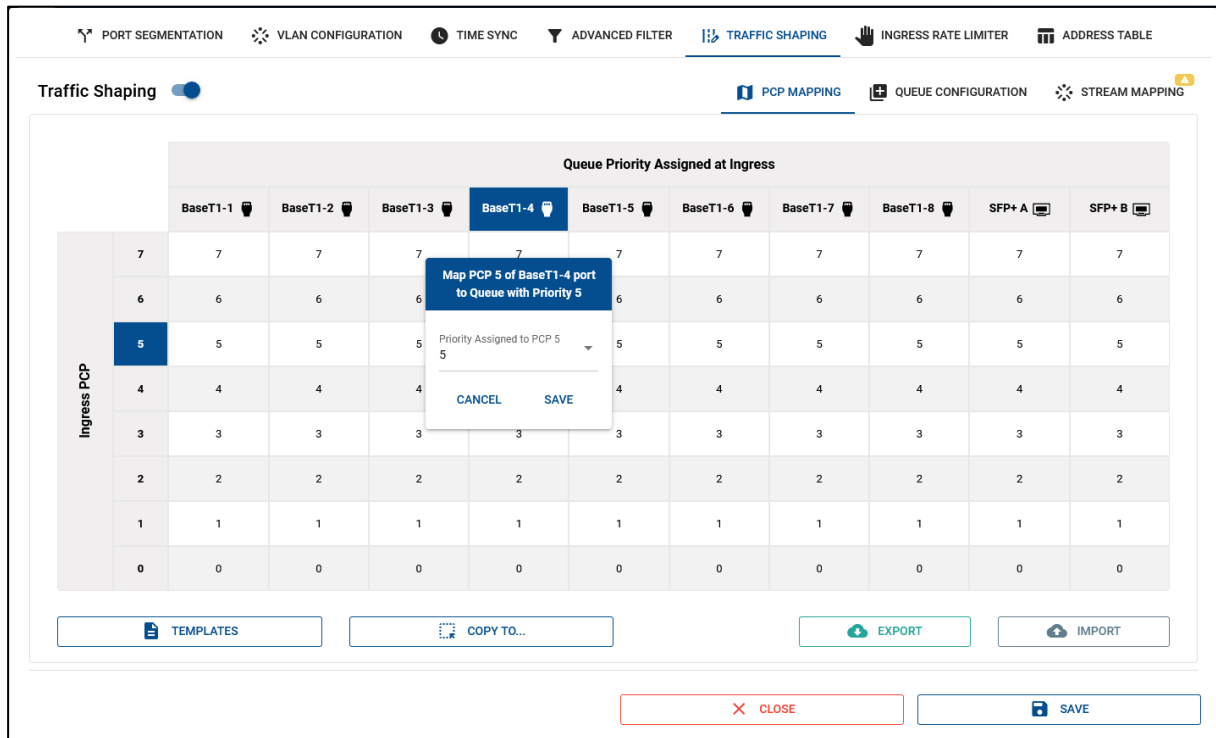 PORT SEGMENTATION VLAN CONFIGURATION TIME SYNC ADVANCED FILTER TRAFFIC SHAPING INGRESS RATE LIMITER ADDRESS TABLE
Traffic Shaping PCP MAPPING QUEUE CONFIGURATION STREAM MAPPING
Queue Priority Assigned at Ingress
BaseT1-1 BaseT1-2 BaseT1-3 BaseT1-4 BaseT1-5 BaseT1-6 BaseT1-7 BaseT1-8 SFP+ A SFP+ B
Ingress PCP
7 7 7 7 7 7 7 7 7 7 7
Map PCP 5 of BaseT1-4 port
to Queue with Priority 5
6 6 6 6 6 6 6 6 6 6
Priority Assigned to PCP 5
5
5 5 5 5 5 5 5 5 5 5
4 4 4 4 4 4 4 4 4 4
CANCEL SAVE
3 3 3 3 3 3 3 3 3 3 3
2 2 2 2 2 2 2 2 2 2 2
1 1 1 1 1 1 1 1 1 1 1
0 0 0 0 0 0 0 0 0 0 0
TEMPLATES COPY TO... EXPORT IMPORT
CLOSE SAVE